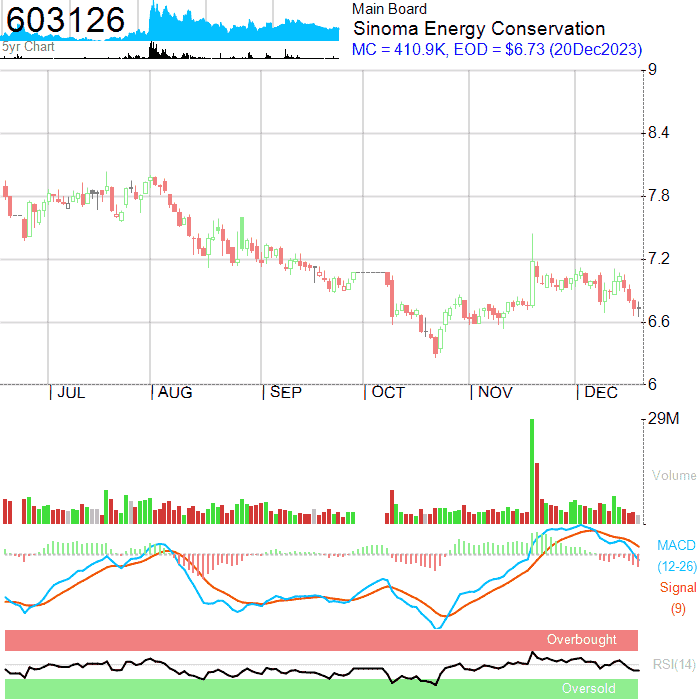 603126
5yr Chart
Main Board
Sinoma Energy Conservation
MC = 410.9K, EOD = $6.73 (20Dec2023)
9
8.4
7.8
7.2
6.6
6
JUL AUG SEP OCT NOV DEC
29M
Volume
MACD
(12-26)
Signal
(9)
Overbought
RSI(14)
Oversold